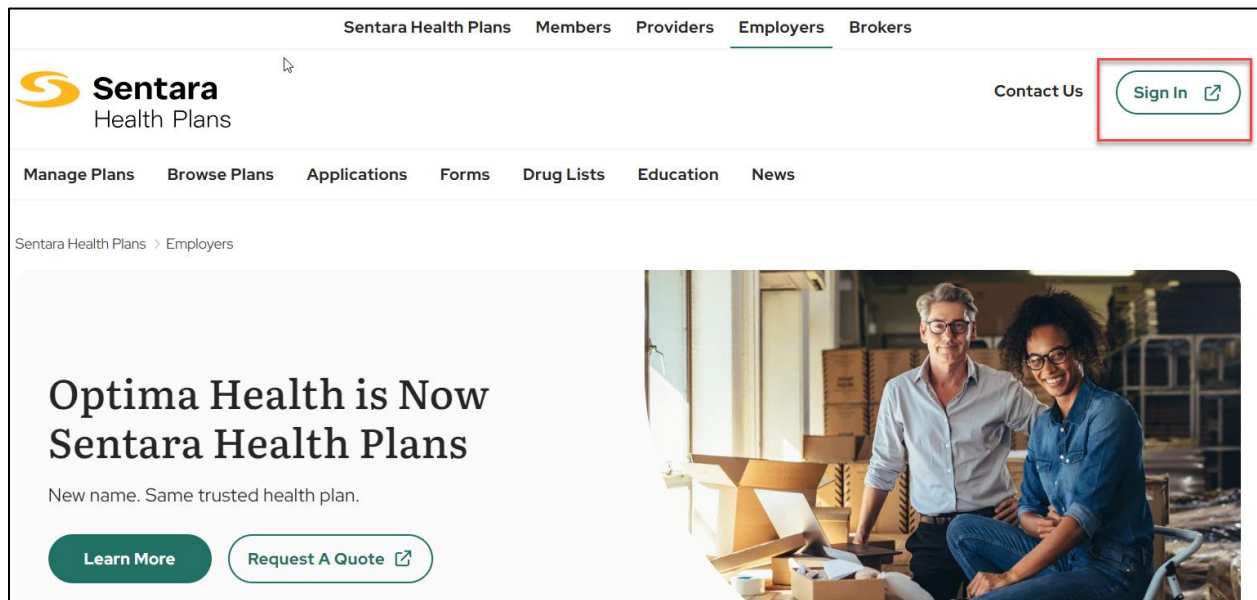 Sentara Health Plans Members Providers Employers Brokers
Sentara
Health Plans
Contact Us Sign In
Manage Plans Browse Plans Applications Forms Drug Lists Education News
Sentara Health Plans > Employers
Optima Health is Now
Sentara Health Plans
New name. Same trusted health plan.
Learn More Request A Quote